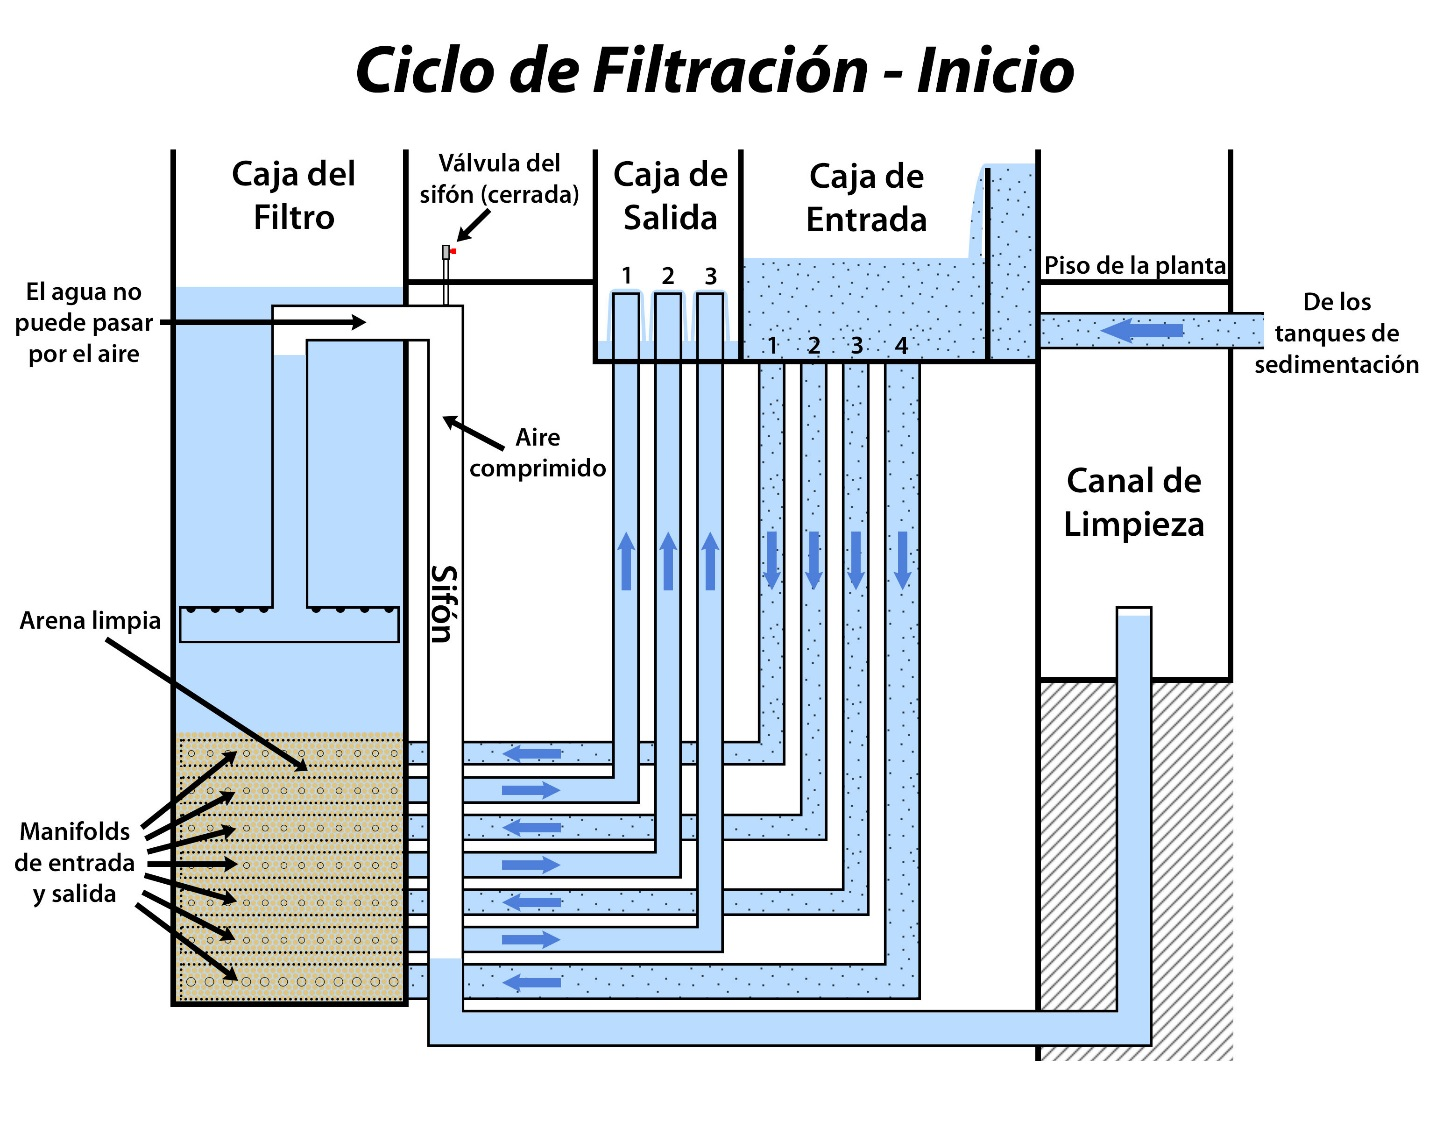 Ciclo de Filtración - Inicio
Caja del
Filtro
Válvula del
sifón (cerrada)
Caja de
Salida
Caja de
Entrada
1 2 3
Piso de la planta
El agua no
puede pasar
por el aire
De los
tanques de
sedimentación
1 2 3 4
Aire
comprimido
Canal de
Limpieza
Sifón
Arena limpia
Manifolds
de entrada
y salida